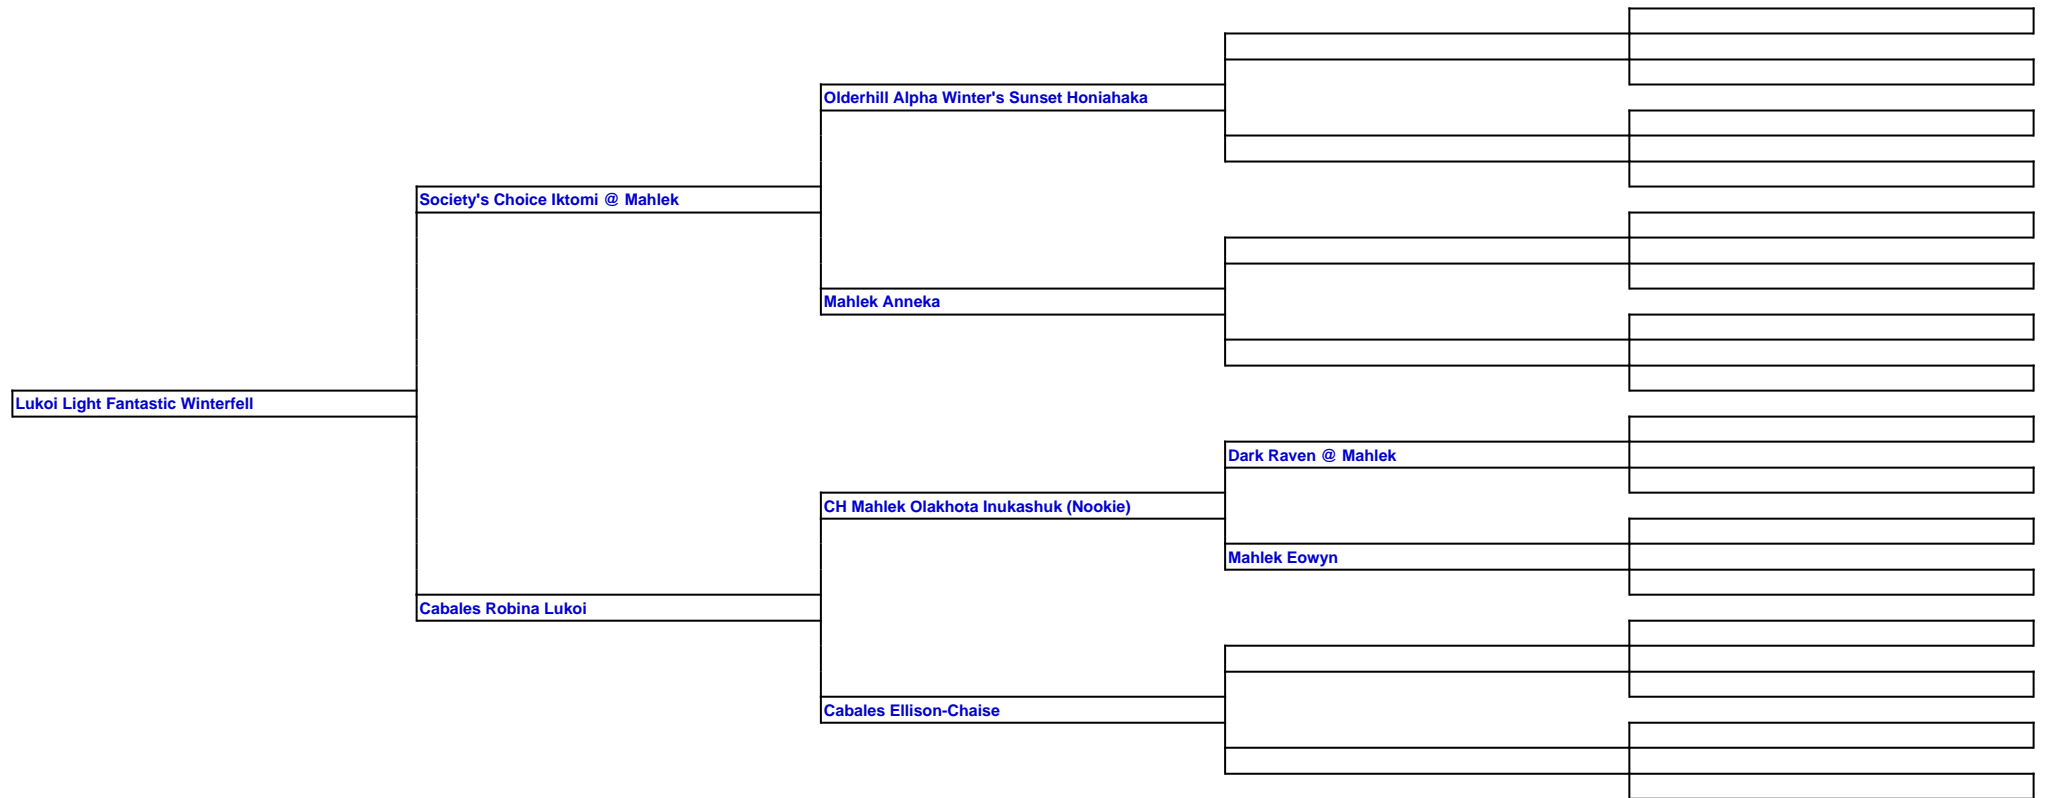 Olderhill Alpha Winter's Sunset Honiahaka
Society's Choice Iktomi @ Mahlek
Mahlek Anneka
Lukoi Light Fantastic Winterfell
Dark Raven @ Mahlek
CH Mahlek Olakhota Inukashuk (Nookie)
Mahlek Eowyn
Cabales Robina Lukoi
Cabales Ellison-Chaise